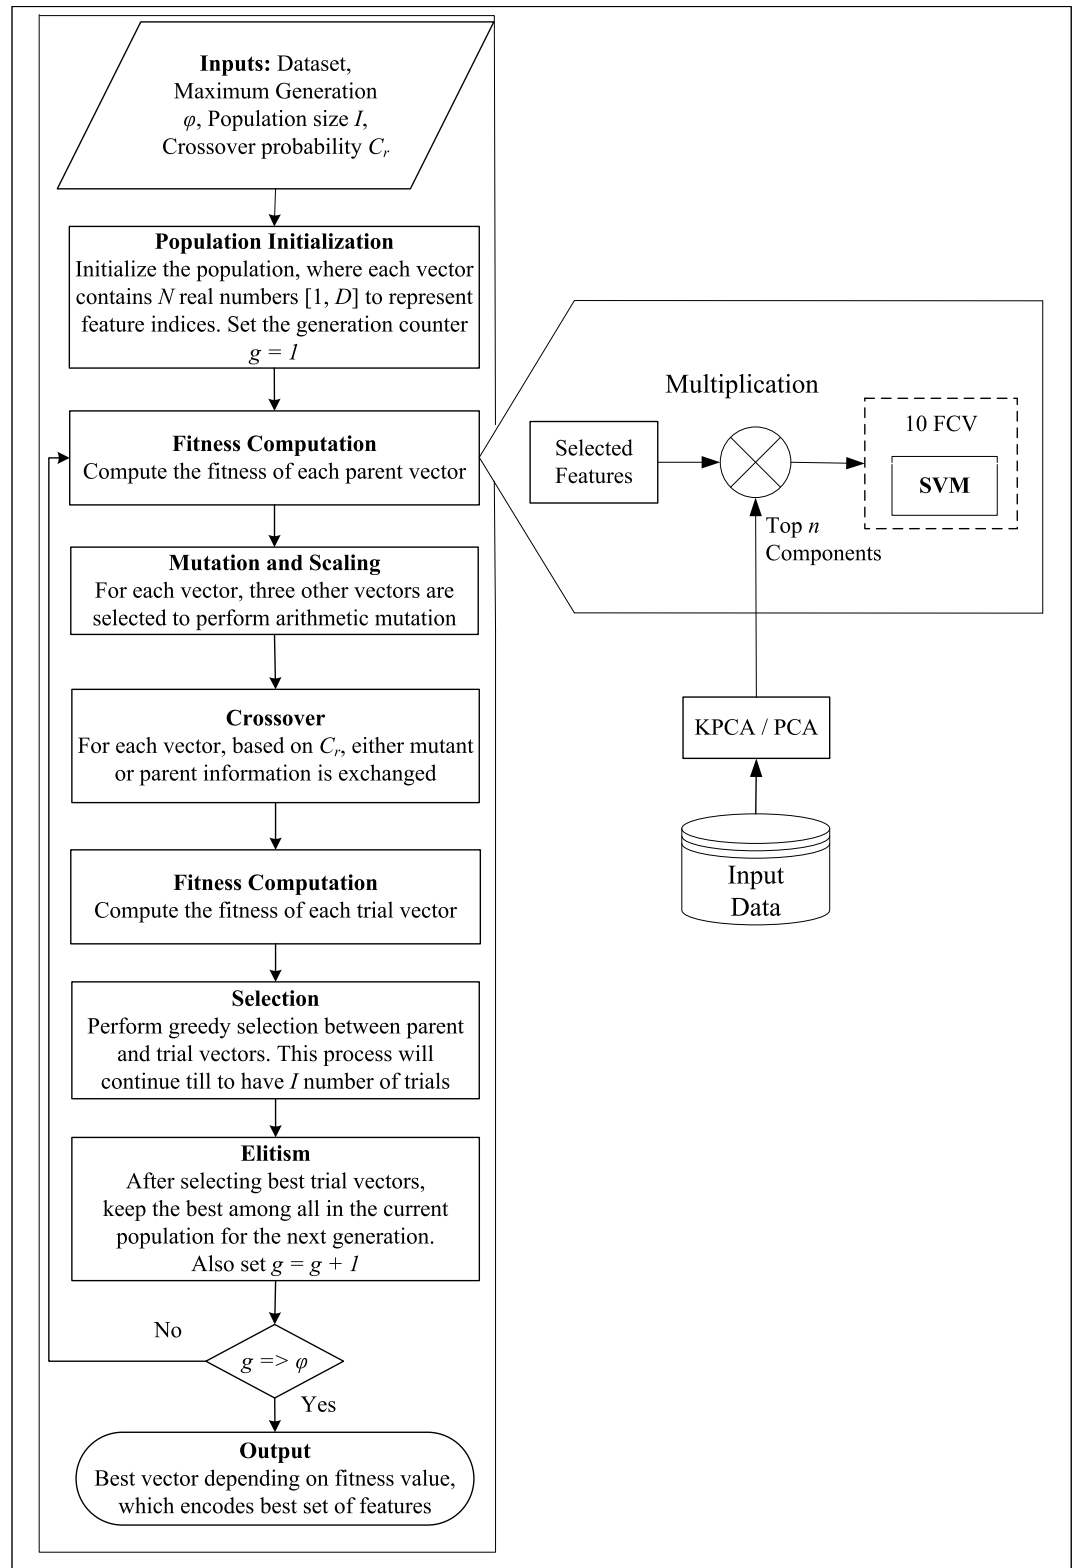 Inputs: Dataset,
Maximum Generation
φ, Population size I,
Crossover probability Cr
Population Initialization
Initialize the population, where each vector
contains N real numbers [1, D] to represent
feature indices. Set the generation counter
g = 1
Fitness Computation
Compute the fitness of each parent vector
Mutation and Scaling
For each vector, three other vectors are
selected to perform arithmetic mutation
Crossover
For each vector, based on Cr, either mutant
or parent information is exchanged
Fitness Computation
Compute the fitness of each trial vector
Selection
Perform greedy selection between parent
and trial vectors. This process will
continue till to have I number of trials
Elitism
After selecting best trial vectors,
keep the best among all in the current
population for the next generation.
Also set g = g + 1
No
g => φ
Yes
Output
Best vector depending on fitness value,
which encodes best set of features
Multiplication
Selected
Features
10 FCV
SVM
Top n
Components
KPCA / PCA
Input
Data